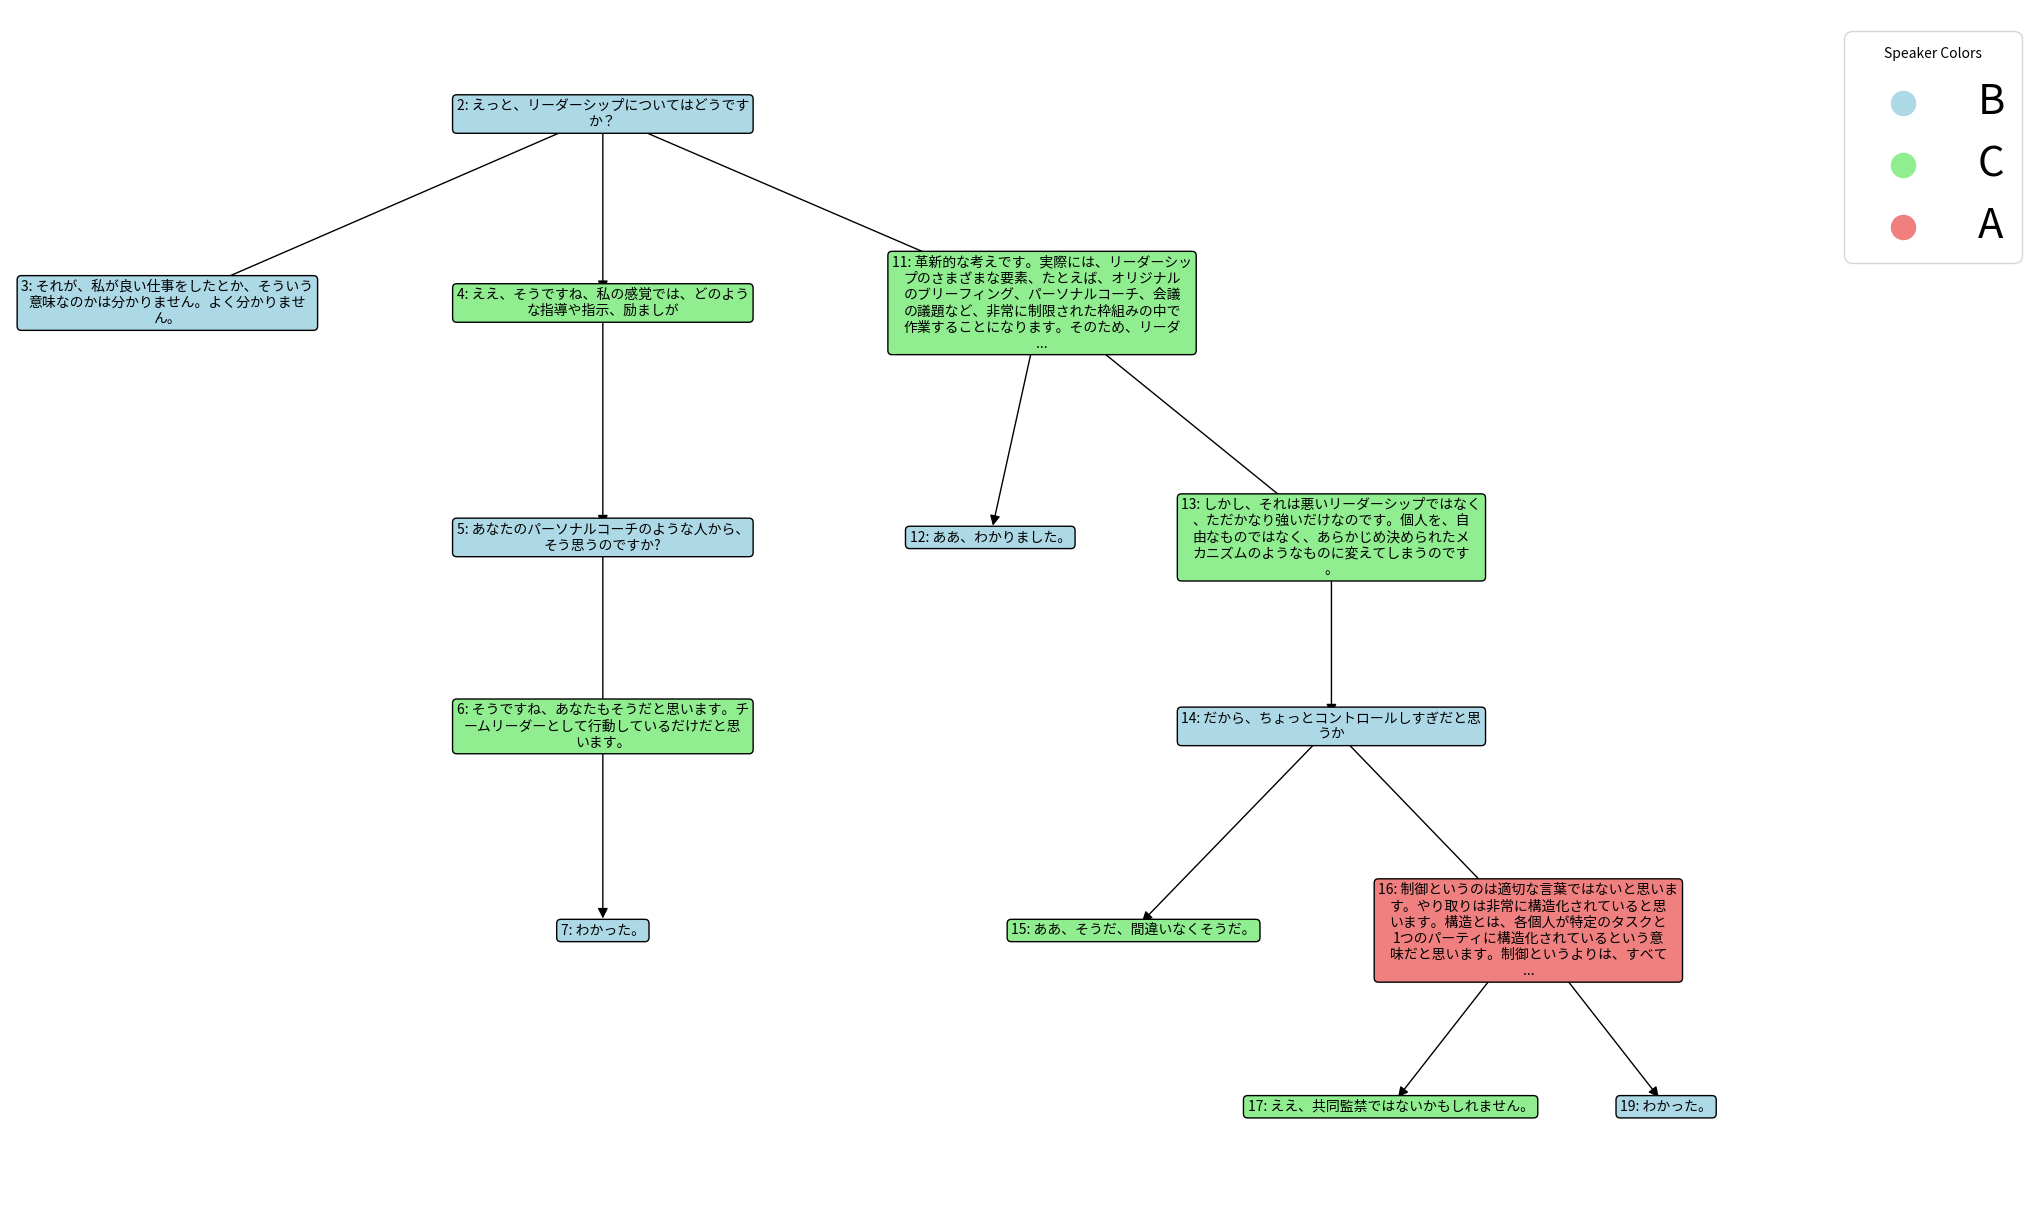 Speaker Colors
B
C
A
2: えっと、リーダーシップについてはどうです
か？
3: それが、私が良い仕事をしたとか、そういう
意味なのかは分かりません。よく分かりませ
ん。
4: ええ、そうですね、私の感覚では、どのよう
な指導や指示、励ましが
11: 革新的な考えです。実際には、リーダーシッ
プのさまざまな要素、たとえば、オリジナル
のブリーフィング、パーソナルコーチ、会議
の議題など、非常に制限された枠組みの中で
作業することになります。そのため、リーダ
...
5: あなたのパーソナルコーチのような人から、
そう思うのですか?
12: ああ、わかりました。
13: しかし、それは悪いリーダーシップではなく
、ただかなり強いだけなのです。個人を、自
由なものではなく、あらかじめ決められたメ
カニズムのようなものに変えてしまうのです
。
6: そうですね、あなたもそうだと思います。チ
ームリーダーとして行動しているだけだと思
います。
14: だから、ちょっとコントロールしすぎだと思
うか
7: わかった。
15: ああ、そうだ、間違いなくそうだ。
16: 制御というのは適切な言葉ではないと思いま
す。やり取りは非常に構造化されていると思
います。構造とは、各個人が特定のタスクと
1つのパーティに構造化されているという意
味だと思います。制御というよりは、すべて
...
17: ええ、共同監禁ではないかもしれません。
19: わかった。